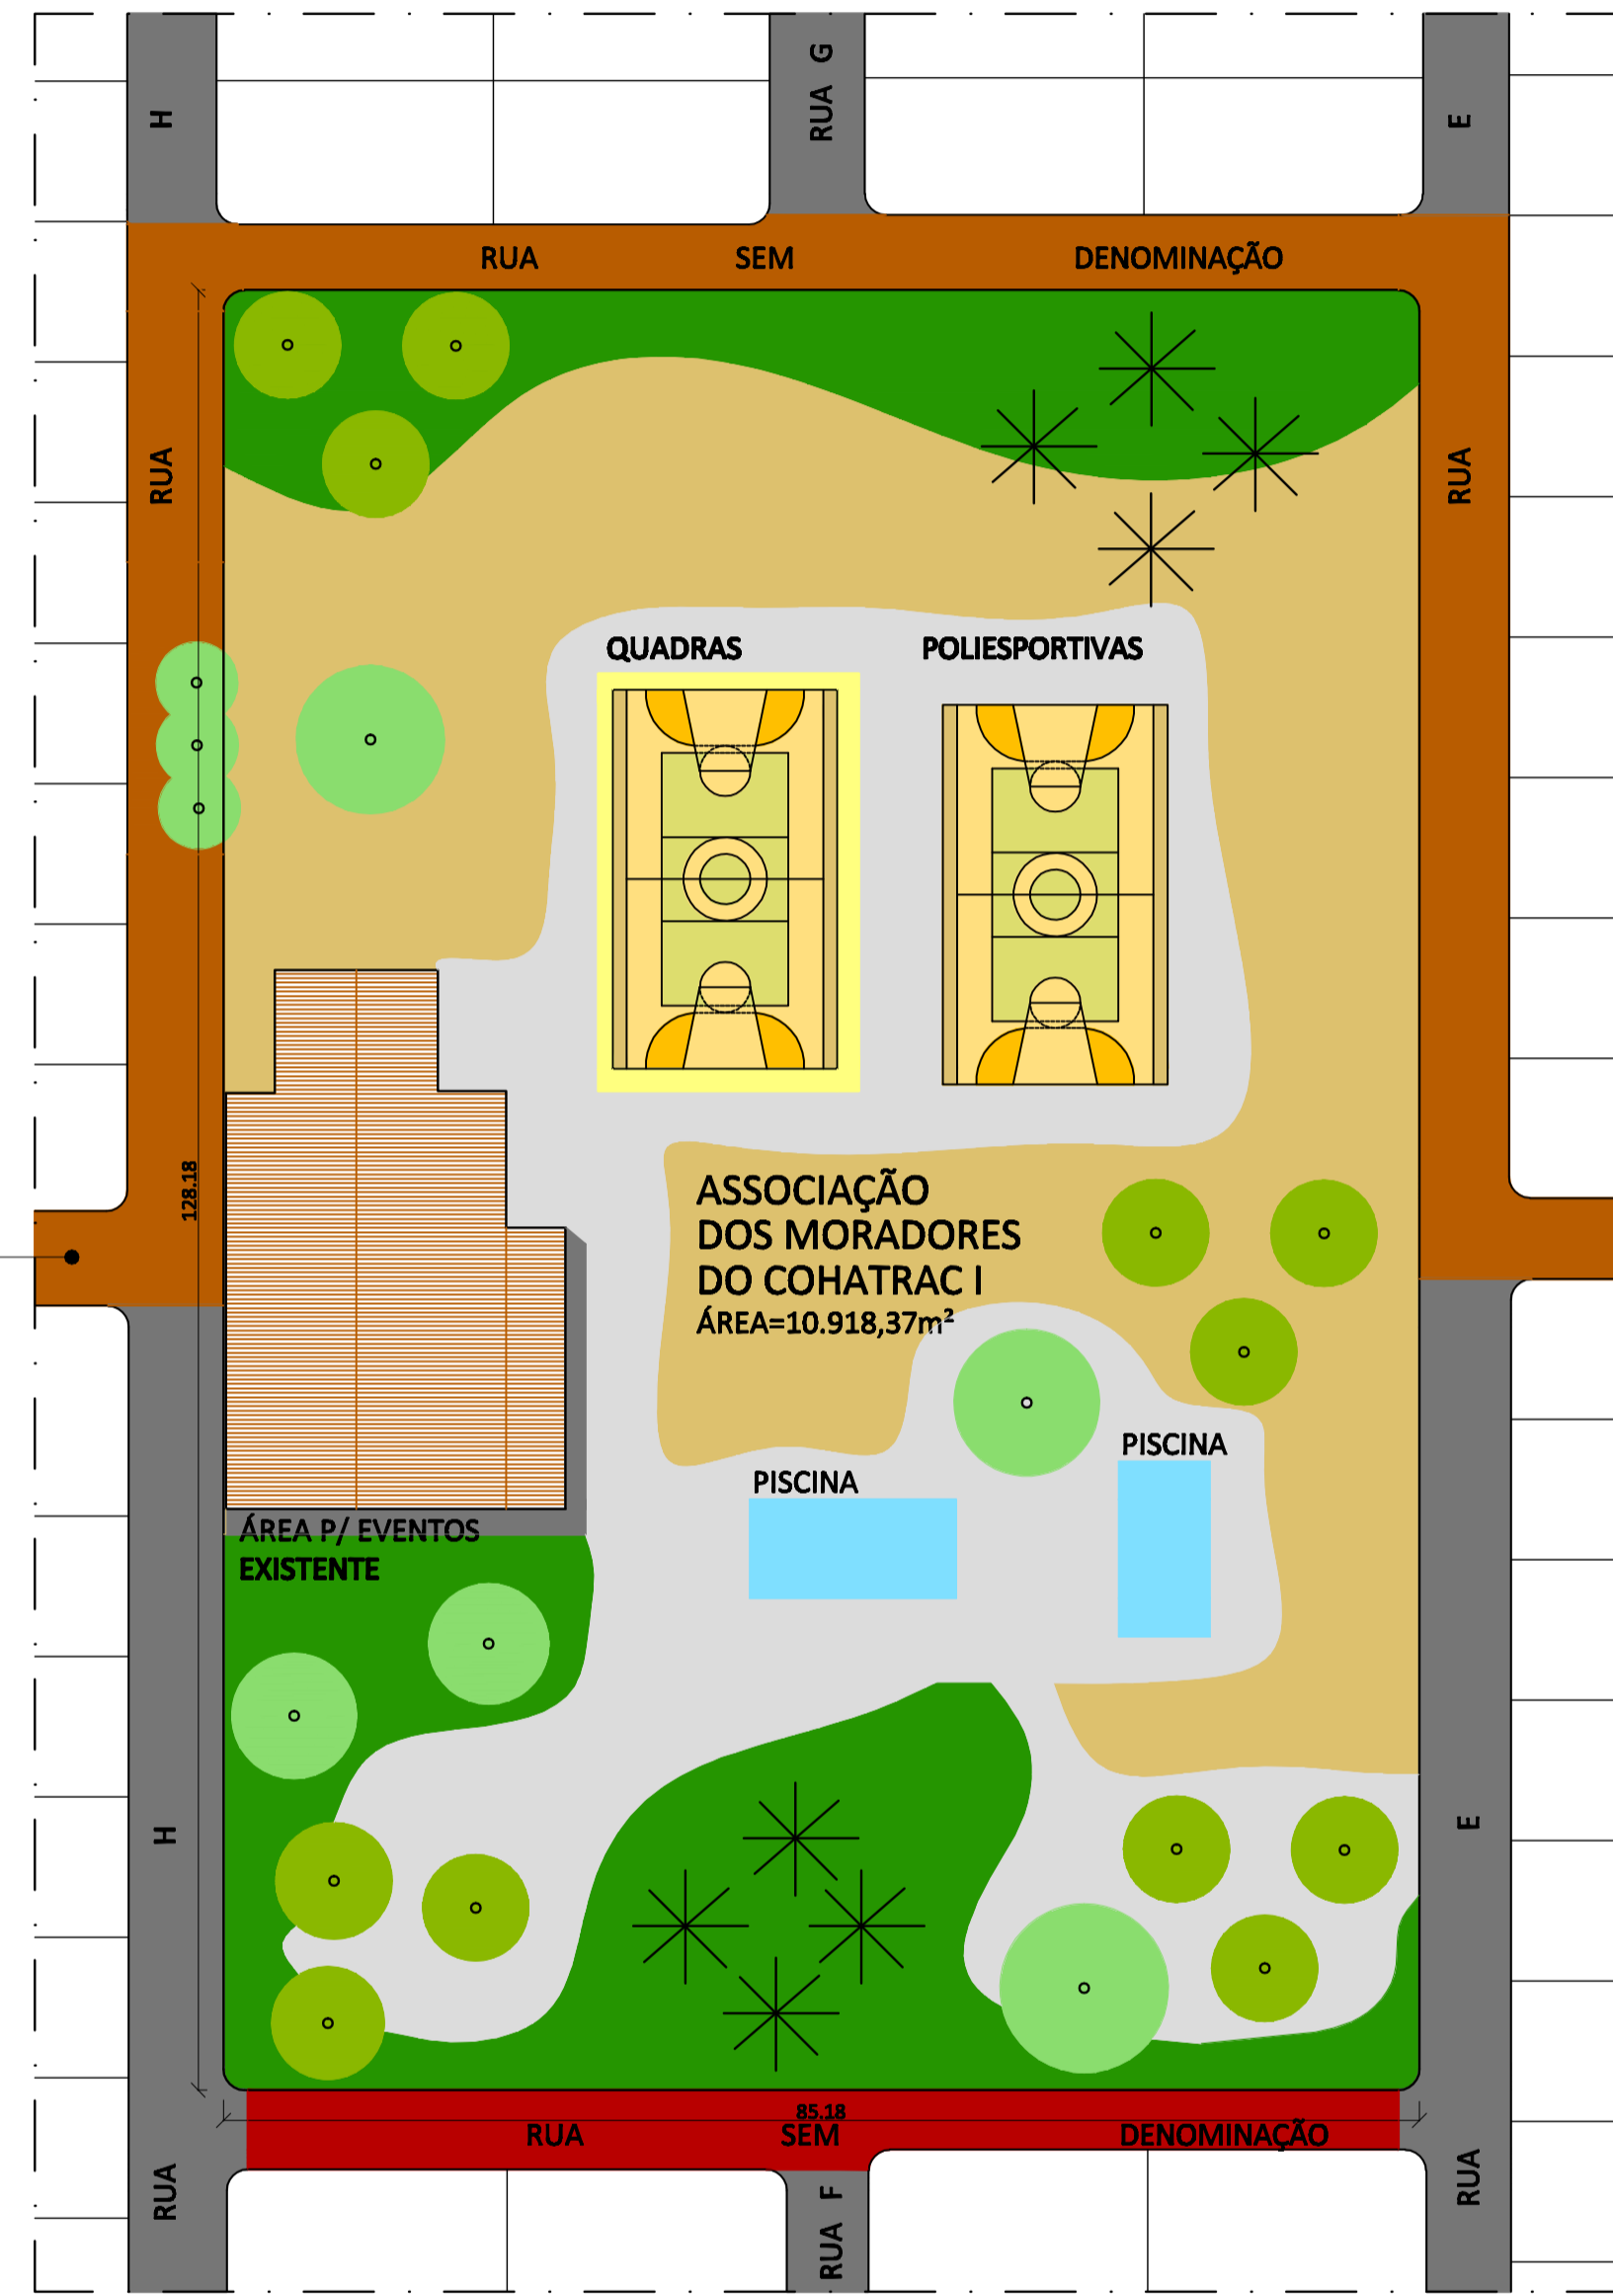 H
RUA G
E
RUA SEM DENOMINAÇÃO
RUA
RUA
QUADRAS POLIESPORTIVAS
128.18
ASSOCIAÇÃO
DOS MORADORES
DO COHATRAC I
ÁREA=10.918,37m²
PISCINA
PISCINA
ÁREA P/ EVENTOS
EXISTENTE
H
E
85.18
RUA SEM DENOMINAÇÃO
RUA
RUA F
RUA